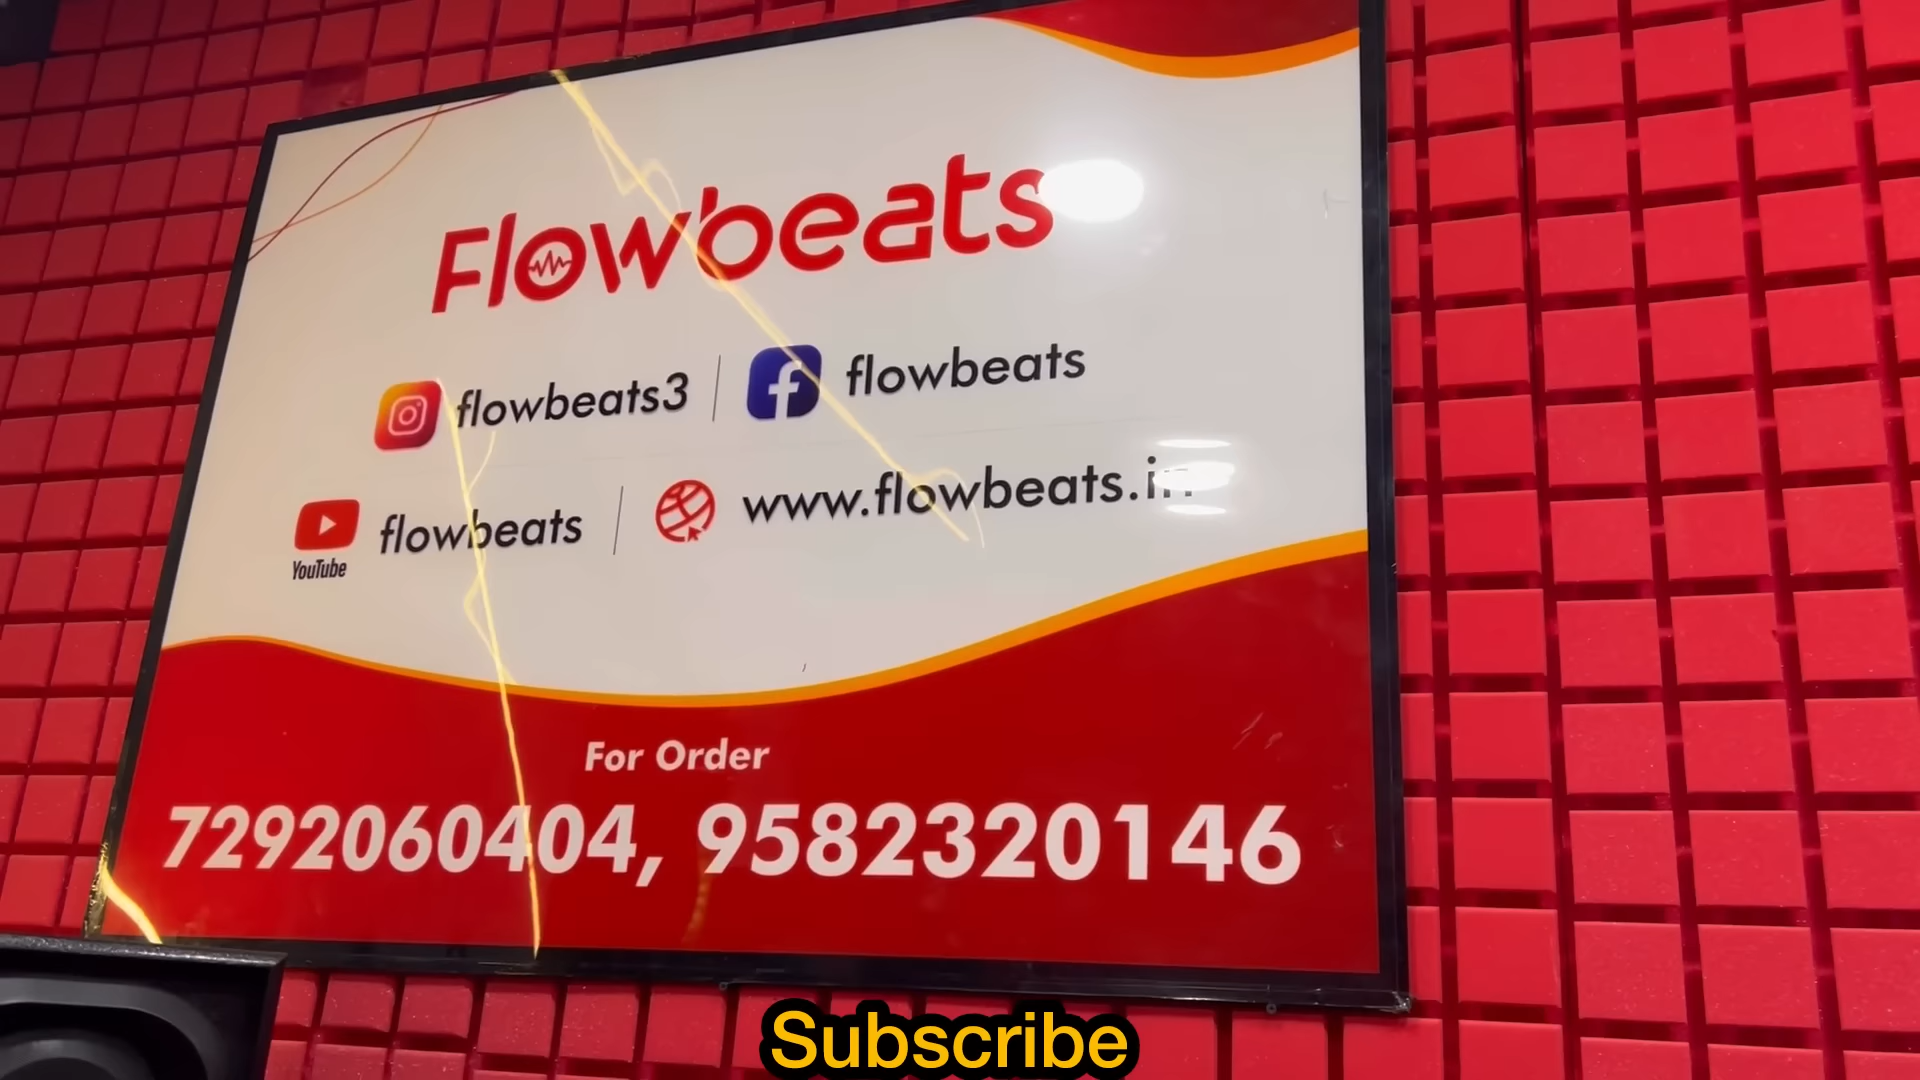 Flowbeats
flowbeats3 | flowbeats
YouTube flowbeats | www.flowbeats.in
For Order
7292060404, 9582320146
Subscribe